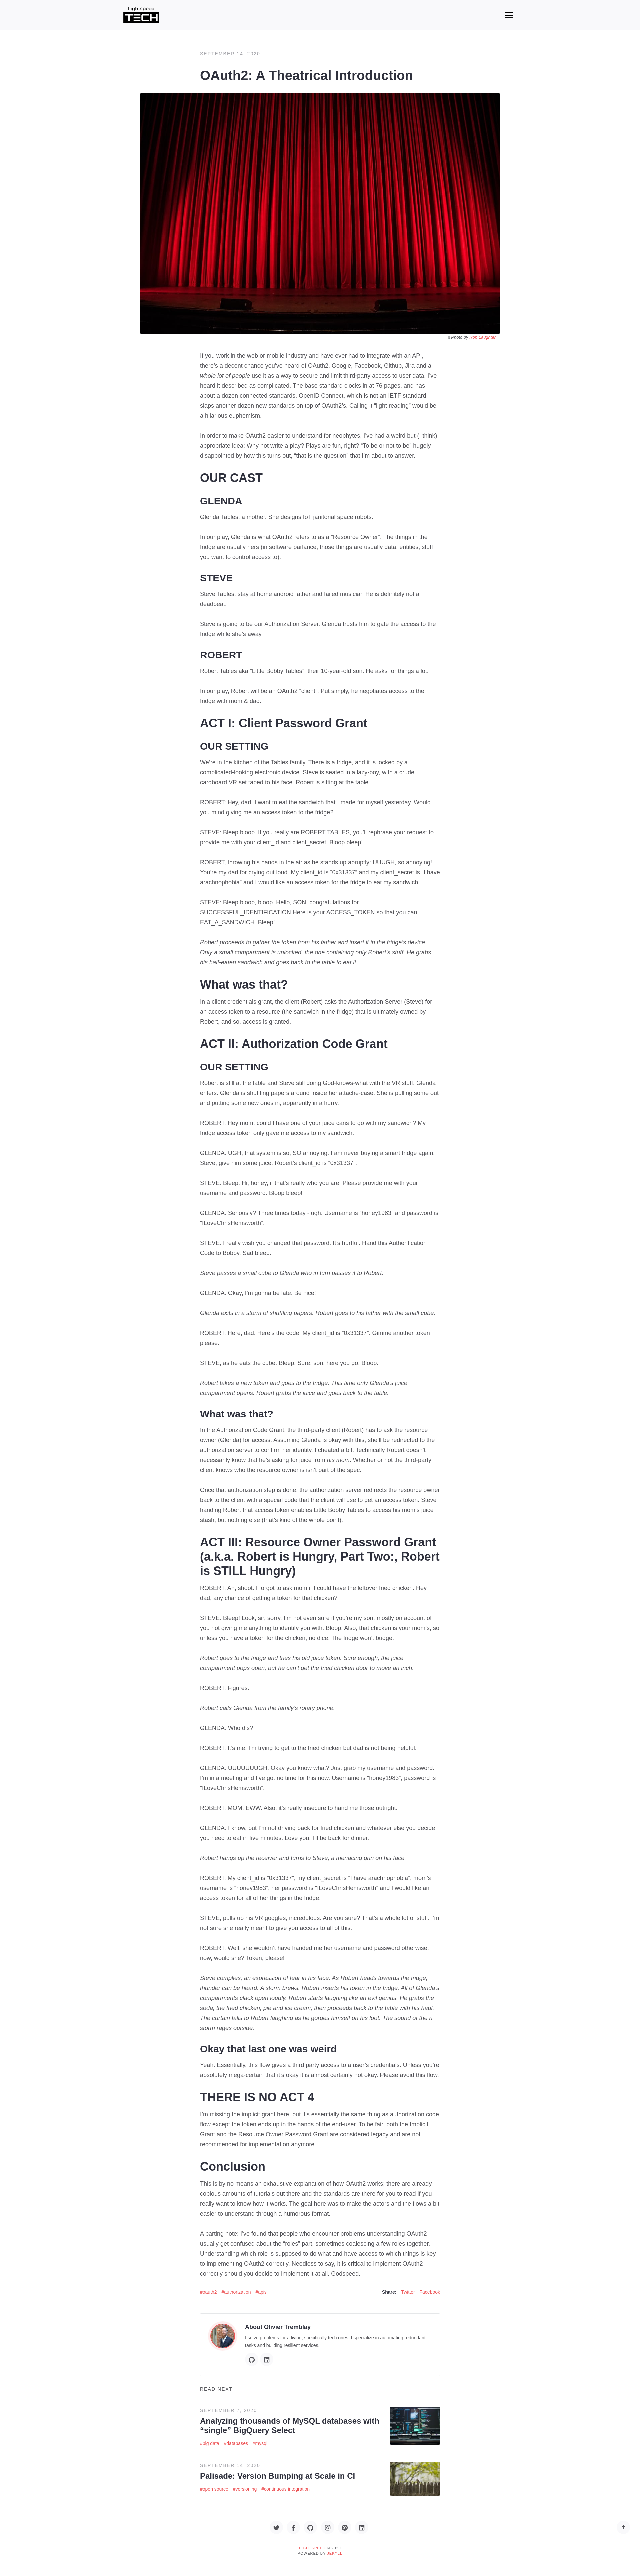 Lightspeed
TECH
SEPTEMBER 14, 2020
OAuth2: A Theatrical Introduction
| Photo by Rob Laughter
If you work in the web or mobile industry and have ever had to integrate with an API,
there's a decent chance you've heard of OAuth2. Google, Facebook, Github, Jira and a
whole lot of people use it as a way to secure and limit third-party access to user data. I've
heard it described as complicated. The base standard clocks in at 76 pages, and has
about a dozen connected standards. OpenID Connect, which is not an IETF standard,
slaps another dozen new standards on top of OAuth2's. Calling it "light reading" would be
a hilarious euphemism.
In order to make OAuth2 easier to understand for neophytes, I've had a weird but (I think)
appropriate idea: Why not write a play? Plays are fun, right? "To be or not to be" hugely
disappointed by how this turns out, "that is the question" that I'm about to answer.
OUR CAST
GLENDA
Glenda Tables, a mother. She designs IoT janitorial space robots.
In our play, Glenda is what OAuth2 refers to as a "Resource Owner". The things in the
fridge are usually hers (in software parlance, those things are usually data, entities, stuff
you want to control access to).
STEVE
Steve Tables, stay at home android father and failed musician He is definitely not a
deadbeat.
Steve is going to be our Authorization Server. Glenda trusts him to gate the access to the
fridge while she's away.
ROBERT
Robert Tables aka "Little Bobby Tables", their 10-year-old son. He asks for things a lot.
In our play, Robert will be an OAuth2 "client". Put simply, he negotiates access to the
fridge with mom & dad.
ACT I: Client Password Grant
OUR SETTING
We're in the kitchen of the Tables family. There is a fridge, and it is locked by a
complicated-looking electronic device. Steve is seated in a lazy-boy, with a crude
cardboard VR set taped to his face. Robert is sitting at the table.
ROBERT: Hey, dad, I want to eat the sandwich that I made for myself yesterday. Would
you mind giving me an access token to the fridge?
STEVE: Bleep bloop. If you really are ROBERT TABLES, you'll rephrase your request to
provide me with your client_id and client_secret. Bloop bleep!
ROBERT, throwing his hands in the air as he stands up abruptly: UUUGH, so annoying!
You're my dad for crying out loud. My client_id is "0x31337" and my client_secret is "I have
arachnophobia" and I would like an access token for the fridge to eat my sandwich.
STEVE: Bleep bloop, bloop. Hello, SON, congratulations for
SUCCESSFUL_IDENTIFICATION Here is your ACCESS_TOKEN so that you can
EAT_A_SANDWICH. Bleep!
Robert proceeds to gather the token from his father and insert it in the fridge's device.
Only a small compartment is unlocked, the one containing only Robert's stuff. He grabs
his half-eaten sandwich and goes back to the table to eat it.
What was that?
In a client credentials grant, the client (Robert) asks the Authorization Server (Steve) for
an access token to a resource (the sandwich in the fridge) that is ultimately owned by
Robert, and so, access is granted.
ACT II: Authorization Code Grant
OUR SETTING
Robert is still at the table and Steve still doing God-knows-what with the VR stuff. Glenda
enters. Glenda is shuffling papers around inside her attache-case. She is pulling some out
and putting some new ones in, apparently in a hurry.
ROBERT: Hey mom, could I have one of your juice cans to go with my sandwich? My
fridge access token only gave me access to my sandwich.
GLENDA: UGH, that system is so, SO annoying. I am never buying a smart fridge again.
Steve, give him some juice. Robert's client_id is "0x31337".
STEVE: Bleep. Hi, honey, if that's really who you are! Please provide me with your
username and password. Bloop bleep!
GLENDA: Seriously? Three times today - ugh. Username is "honey1983" and password is
"ILoveChrisHemsworth".
STEVE: I really wish you changed that password. It's hurtful. Hand this Authentication
Code to Bobby. Sad bleep.
Steve passes a small cube to Glenda who in turn passes it to Robert.
GLENDA: Okay, I'm gonna be late. Be nice!
Glenda exits in a storm of shuffling papers. Robert goes to his father with the small cube.
ROBERT: Here, dad. Here's the code. My client_id is "0x31337". Gimme another token
please.
STEVE, as he eats the cube: Bleep. Sure, son, here you go. Bloop.
Robert takes a new token and goes to the fridge. This time only Glenda's juice
compartment opens. Robert grabs the juice and goes back to the table.
What was that?
In the Authorization Code Grant, the third-party client (Robert) has to ask the resource
owner (Glenda) for access. Assuming Glenda is okay with this, she'll be redirected to the
authorization server to confirm her identity. I cheated a bit. Technically Robert doesn't
necessarily know that he's asking for juice from his mom. Whether or not the third-party
client knows who the resource owner is isn't part of the spec.
Once that authorization step is done, the authorization server redirects the resource owner
back to the client with a special code that the client will use to get an access token. Steve
handing Robert that access token enables Little Bobby Tables to access his mom's juice
stash, but nothing else (that's kind of the whole point).
ACT III: Resource Owner Password Grant
(a.k.a. Robert is Hungry, Part Two:, Robert
is STILL Hungry)
ROBERT: Ah, shoot. I forgot to ask mom if I could have the leftover fried chicken. Hey
dad, any chance of getting a token for that chicken?
STEVE: Bleep! Look, sir, sorry. I'm not even sure if you're my son, mostly on account of
you not giving me anything to identify you with. Bloop. Also, that chicken is your mom's, so
unless you have a token for the chicken, no dice. The fridge won't budge.
Robert goes to the fridge and tries his old juice token. Sure enough, the juice
compartment pops open, but he can't get the fried chicken door to move an inch.
ROBERT: Figures.
Robert calls Glenda from the family's rotary phone.
GLENDA: Who dis?
ROBERT: It's me, I'm trying to get to the fried chicken but dad is not being helpful.
GLENDA: UUUUUUUGH. Okay you know what? Just grab my username and password.
I'm in a meeting and I've got no time for this now. Username is "honey1983", password is
"ILoveChrisHemsworth".
ROBERT: MOM, EWW. Also, it's really insecure to hand me those outright.
GLENDA: I know, but I'm not driving back for fried chicken and whatever else you decide
you need to eat in five minutes. Love you, I'll be back for dinner.
Robert hangs up the receiver and turns to Steve, a menacing grin on his face.
ROBERT: My client_id is "0x31337", my client_secret is "I have arachnophobia", mom's
username is "honey1983", her password is "ILoveChrisHemsworth" and I would like an
access token for all of her things in the fridge.
STEVE, pulls up his VR goggles, incredulous: Are you sure? That's a whole lot of stuff. I'm
not sure she really meant to give you access to all of this.
ROBERT: Well, she wouldn't have handed me her username and password otherwise,
now, would she? Token, please!
Steve complies, an expression of fear in his face. As Robert heads towards the fridge,
thunder can be heard. A storm brews. Robert inserts his token in the fridge. All of Glenda's
compartments clack open loudly. Robert starts laughing like an evil genius. He grabs the
soda, the fried chicken, pie and ice cream, then proceeds back to the table with his haul.
The curtain falls to Robert laughing as he gorges himself on his loot. The sound of the n
storm rages outside.
Okay that last one was weird
Yeah. Essentially, this flow gives a third party access to a user's credentials. Unless you're
absolutely mega-certain that it's okay it is almost certainly not okay. Please avoid this flow.
THERE IS NO ACT 4
I'm missing the implicit grant here, but it's essentially the same thing as authorization code
flow except the token ends up in the hands of the end-user. To be fair, both the Implicit
Grant and the Resource Owner Password Grant are considered legacy and are not
recommended for implementation anymore.
Conclusion
This is by no means an exhaustive explanation of how OAuth2 works; there are already
copious amounts of tutorials out there and the standards are there for you to read if you
really want to know how it works. The goal here was to make the actors and the flows a bit
easier to understand through a humorous format.
A parting note: I've found that people who encounter problems understanding OAuth2
usually get confused about the "roles" part, sometimes coalescing a few roles together.
Understanding which role is supposed to do what and have access to which things is key
to implementing OAuth2 correctly. Needless to say, it is critical to implement OAuth2
correctly should you decide to implement it at all. Godspeed.
#oauth2 #authorization #apis
Share: Twitter Facebook
About Olivier Tremblay
I solve problems for a living, specifically tech ones. I specialize in automating redundant
tasks and building resilient services.
READ NEXT
SEPTEMBER 7, 2020
Analyzing thousands of MySQL databases with
"single" BigQuery Select
#big data #databases #mysql
SEPTEMBER 14, 2020
Palisade: Version Bumping at Scale in CI
#open source #versioning #continuous integration
LIGHTSPEED © 2020
POWERED BY JEKYLL